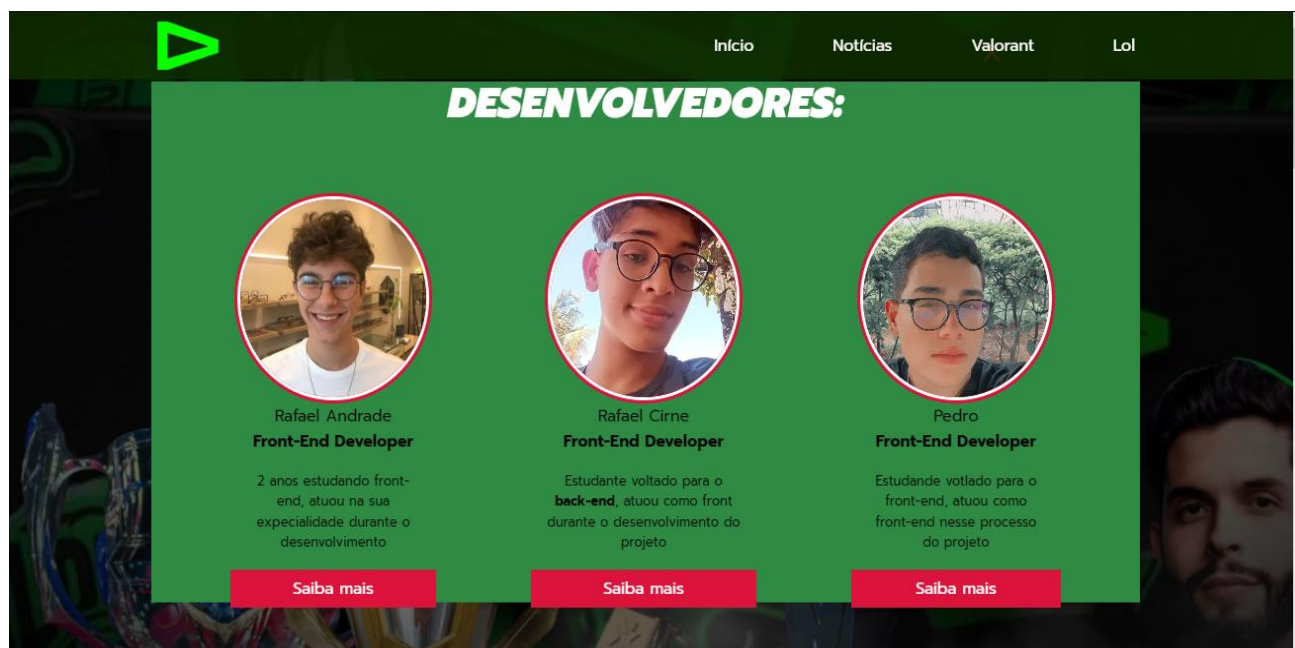 Início Notícias Valorant Lol
DESENVOLVEDORES:
Rafael Andrade Rafael Cirne Pedro
Front-End Developer Front-End Developer Front-End Developer
2 anos estudando front-
end, atuou na sua
expecialidade durante o
desenvolvimento
Estudante voltado para o
back-end, atuou como front
durante o desenvolvimento do
projeto
Estudande votlado para o
front-end, atuou como
front-end nesse processo
do projeto
Saiba mais Saiba mais Saiba mais